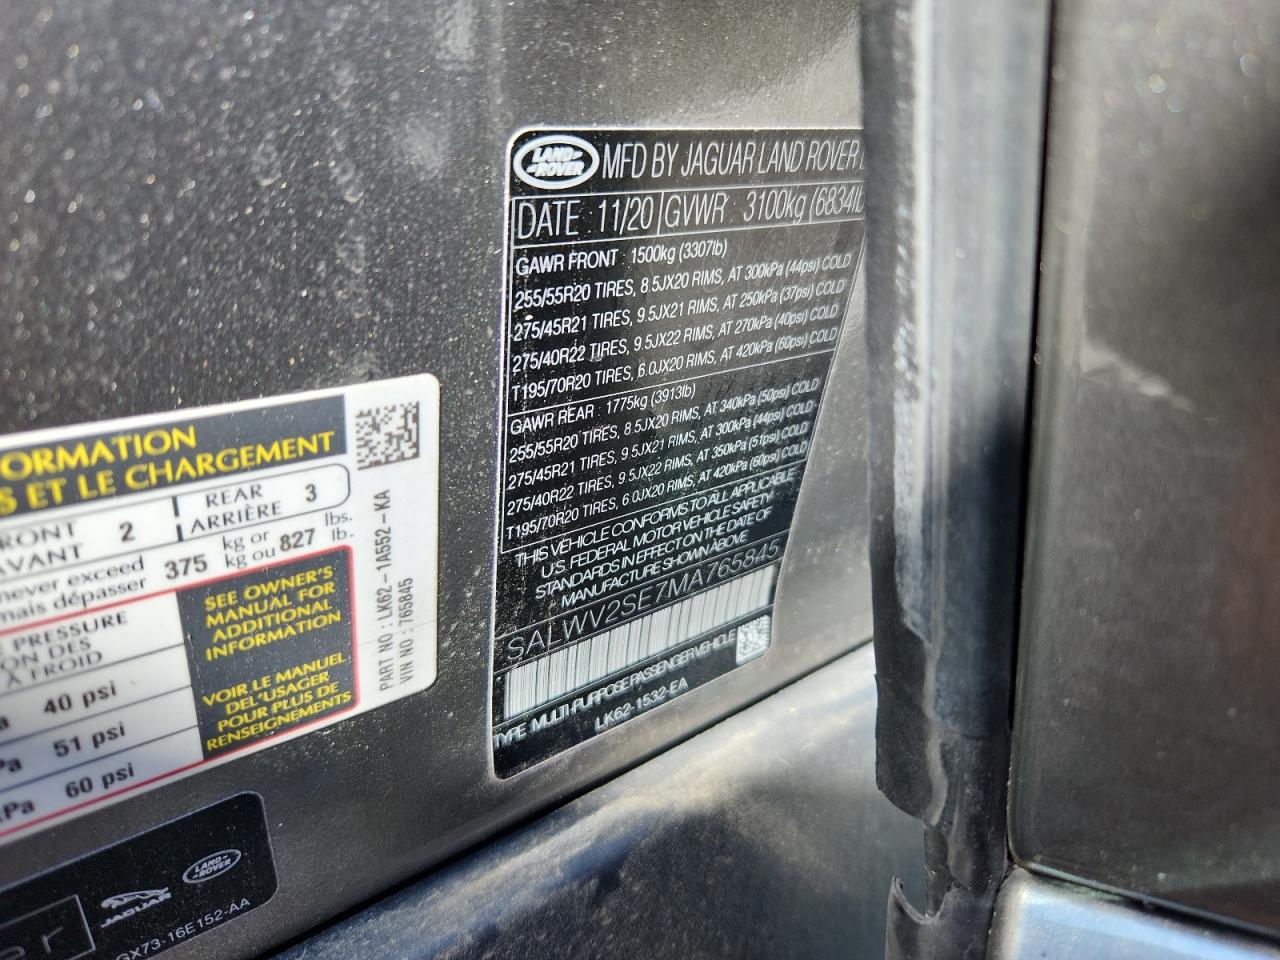 LAND ROVER
MFD BY JAGUAR LAND ROVER
DATE : 11/20 GVWR : 3100kg (6834lb
GAWR FRONT : 1500kg (3307lb)
255/55R20 TIRES, 8.5JX20 RIMS, AT 300kPa (44psi) COLD
275/45R21 TIRES, 9.5JX21 RIMS, AT 250kPa (37psi) COLD
275/40R22 TIRES, 9.5JX22 RIMS, AT 270kPa (40psi) COLD
T195/70R20 TIRES, 6.0JX20 RIMS, AT 420kPa (60psi) COLD
GAWR REAR : 1775kg (3913lb)
255/55R20 TIRES, 8.5JX20 RIMS, AT 340kPa (50psi) COLD
275/45R21 TIRES, 9.5JX21 RIMS, AT 300kPa (44psi) COLD
275/40R22 TIRES, 9.5JX22 RIMS, AT 350kPa (51psi) COLD
T195/70R20 TIRES, 6.0JX20 RIMS, AT 420kPa (60psi) COLD
THIS VEHICLE CONFORMS TO ALL APPLICABLE
U.S. FEDERAL MOTOR VEHICLE SAFETY
STANDARDS IN EFFECT ON THE DATE OF
MANUFACTURE SHOWN ABOVE
SALWV2SE7MA765845
TYPE : MULTI-PURPOSE PASSENGER VEHICLE
LK62-1532-EA
ORMATION
S ET LE CHARGEMENT
RONT
AVANT 2
REAR
ARRIÈRE 3
never exceed
mais dépasser 375 kg or
kg ou 827 lbs.
lb.
PRESSURE
ON DES
À FROID
a 40 psi
Pa 51 psi
kPa 60 psi
SEE OWNER'S
MANUAL FOR
ADDITIONAL
INFORMATION
VOIR LE MANUEL
DE L'USAGER
POUR PLUS DE
RENSEIGNEMENTS
PART NO : LK62-1A552-KA
VIN NO : 765845
er
JAGUAR
LAND ROVER
GX73-16E152-AA